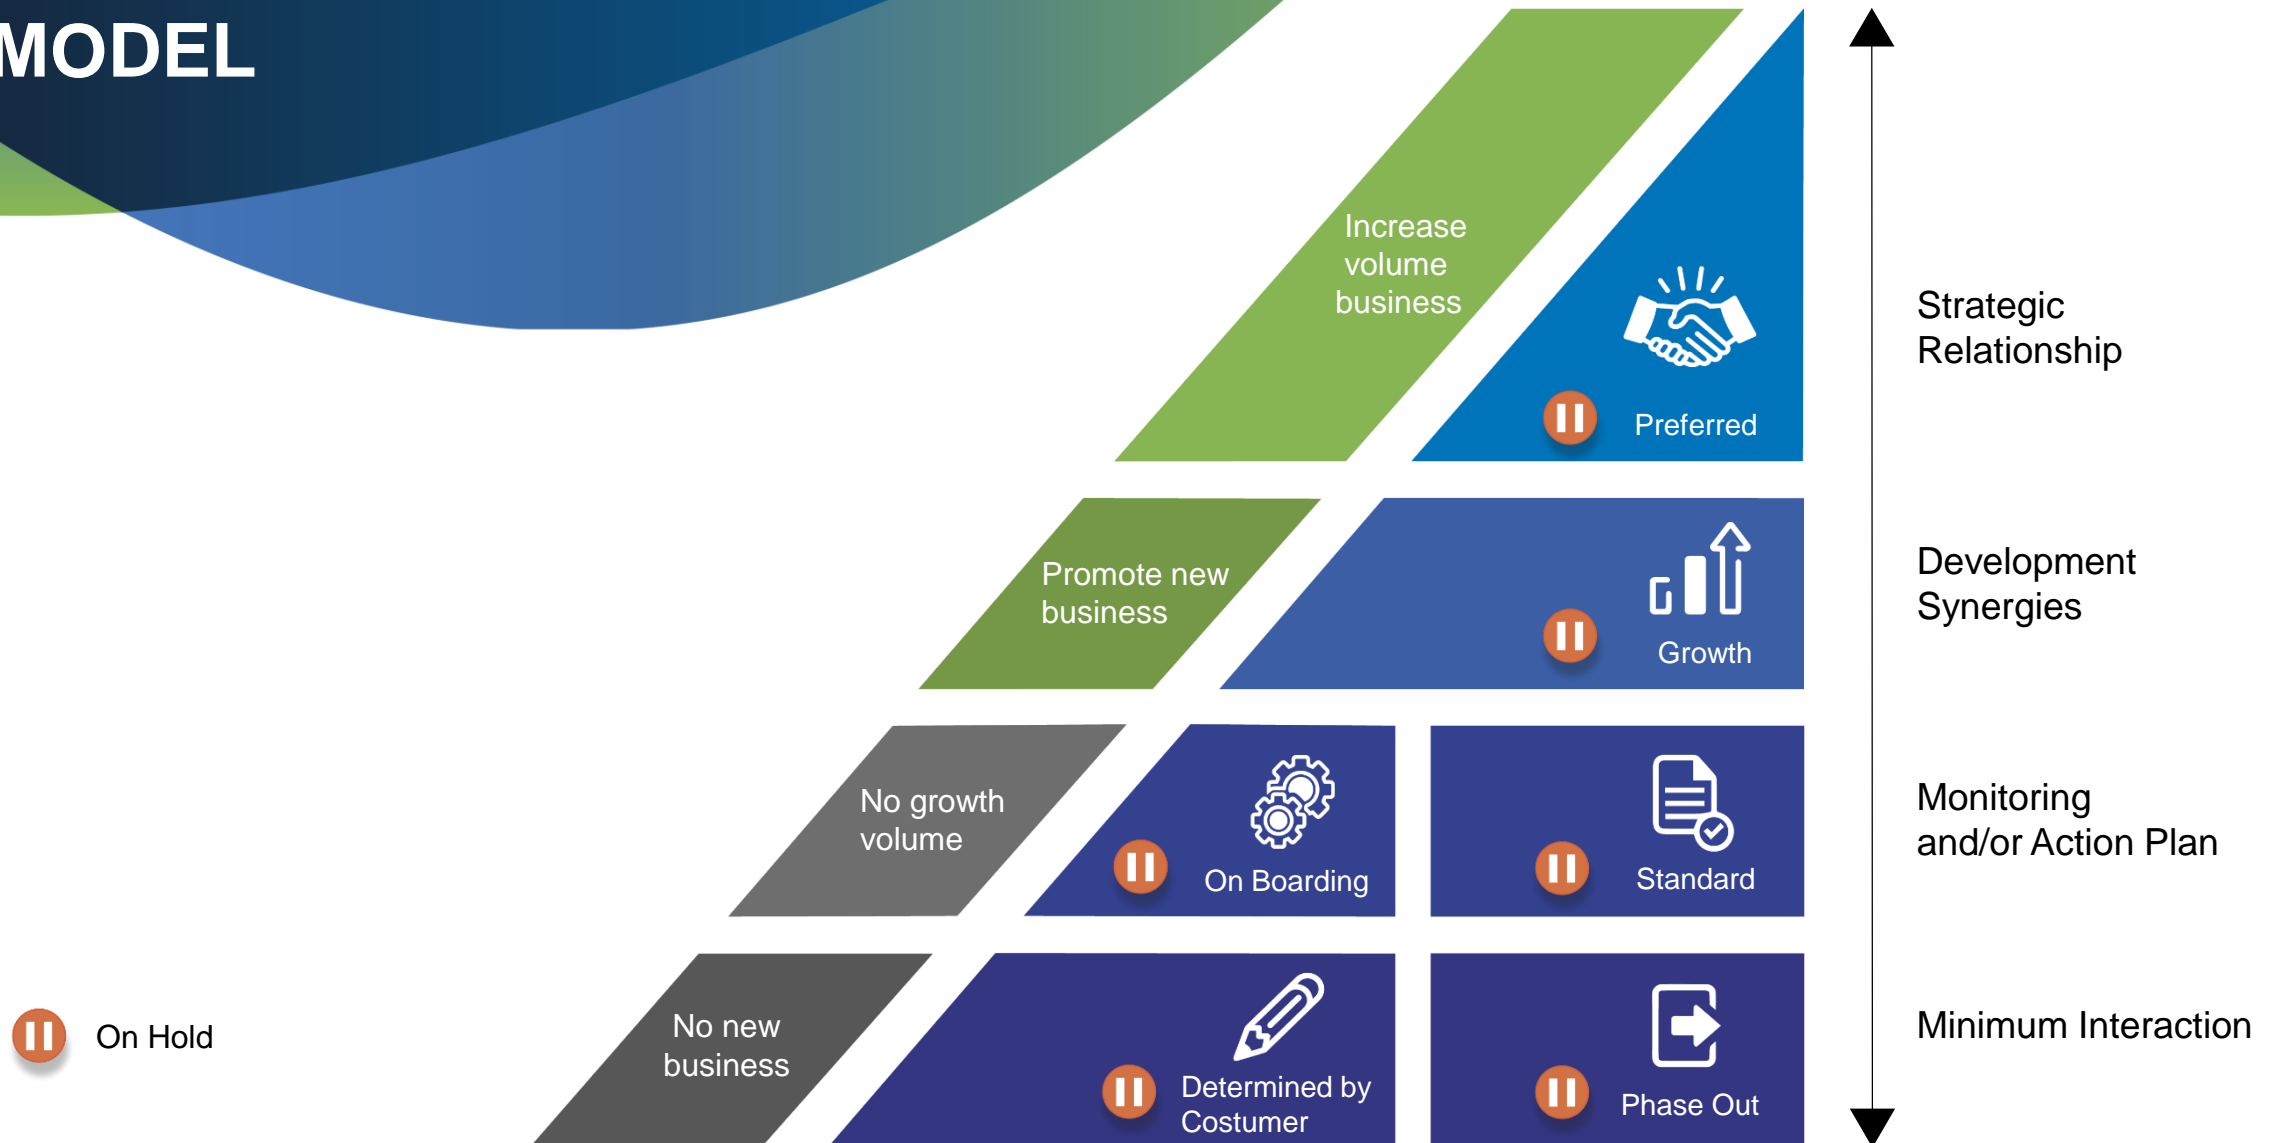 MODEL
Increase
volume
business
Preferred
Strategic
Relationship
Promote new
business
Growth
Development
Synergies
No growth
volume
On Boarding
Standard
Monitoring
and/or Action Plan
No new
business
Determined by
Costumer
Phase Out
Minimum Interaction
On Hold